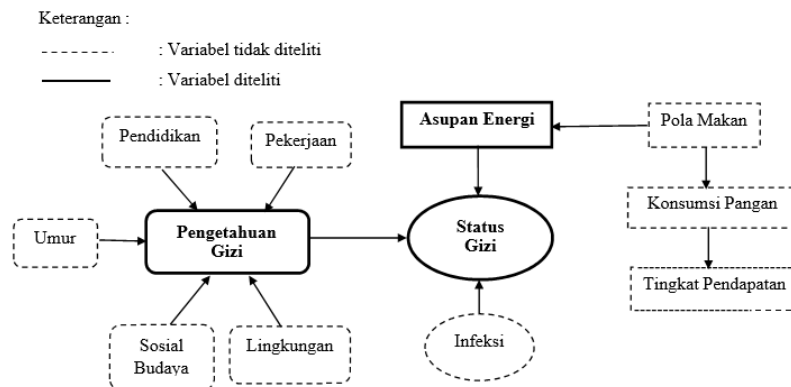 Keterangan :
: Variabel tidak diteliti
: Variabel diteliti
Pendidikan
Pekerjaan
Asupan Energi
Pola Makan
Umur
Pengetahuan
Gizi
Status
Gizi
Konsumsi Pangan
Tingkat Pendapatan
Sosial
Budaya
Lingkungan
Infeksi